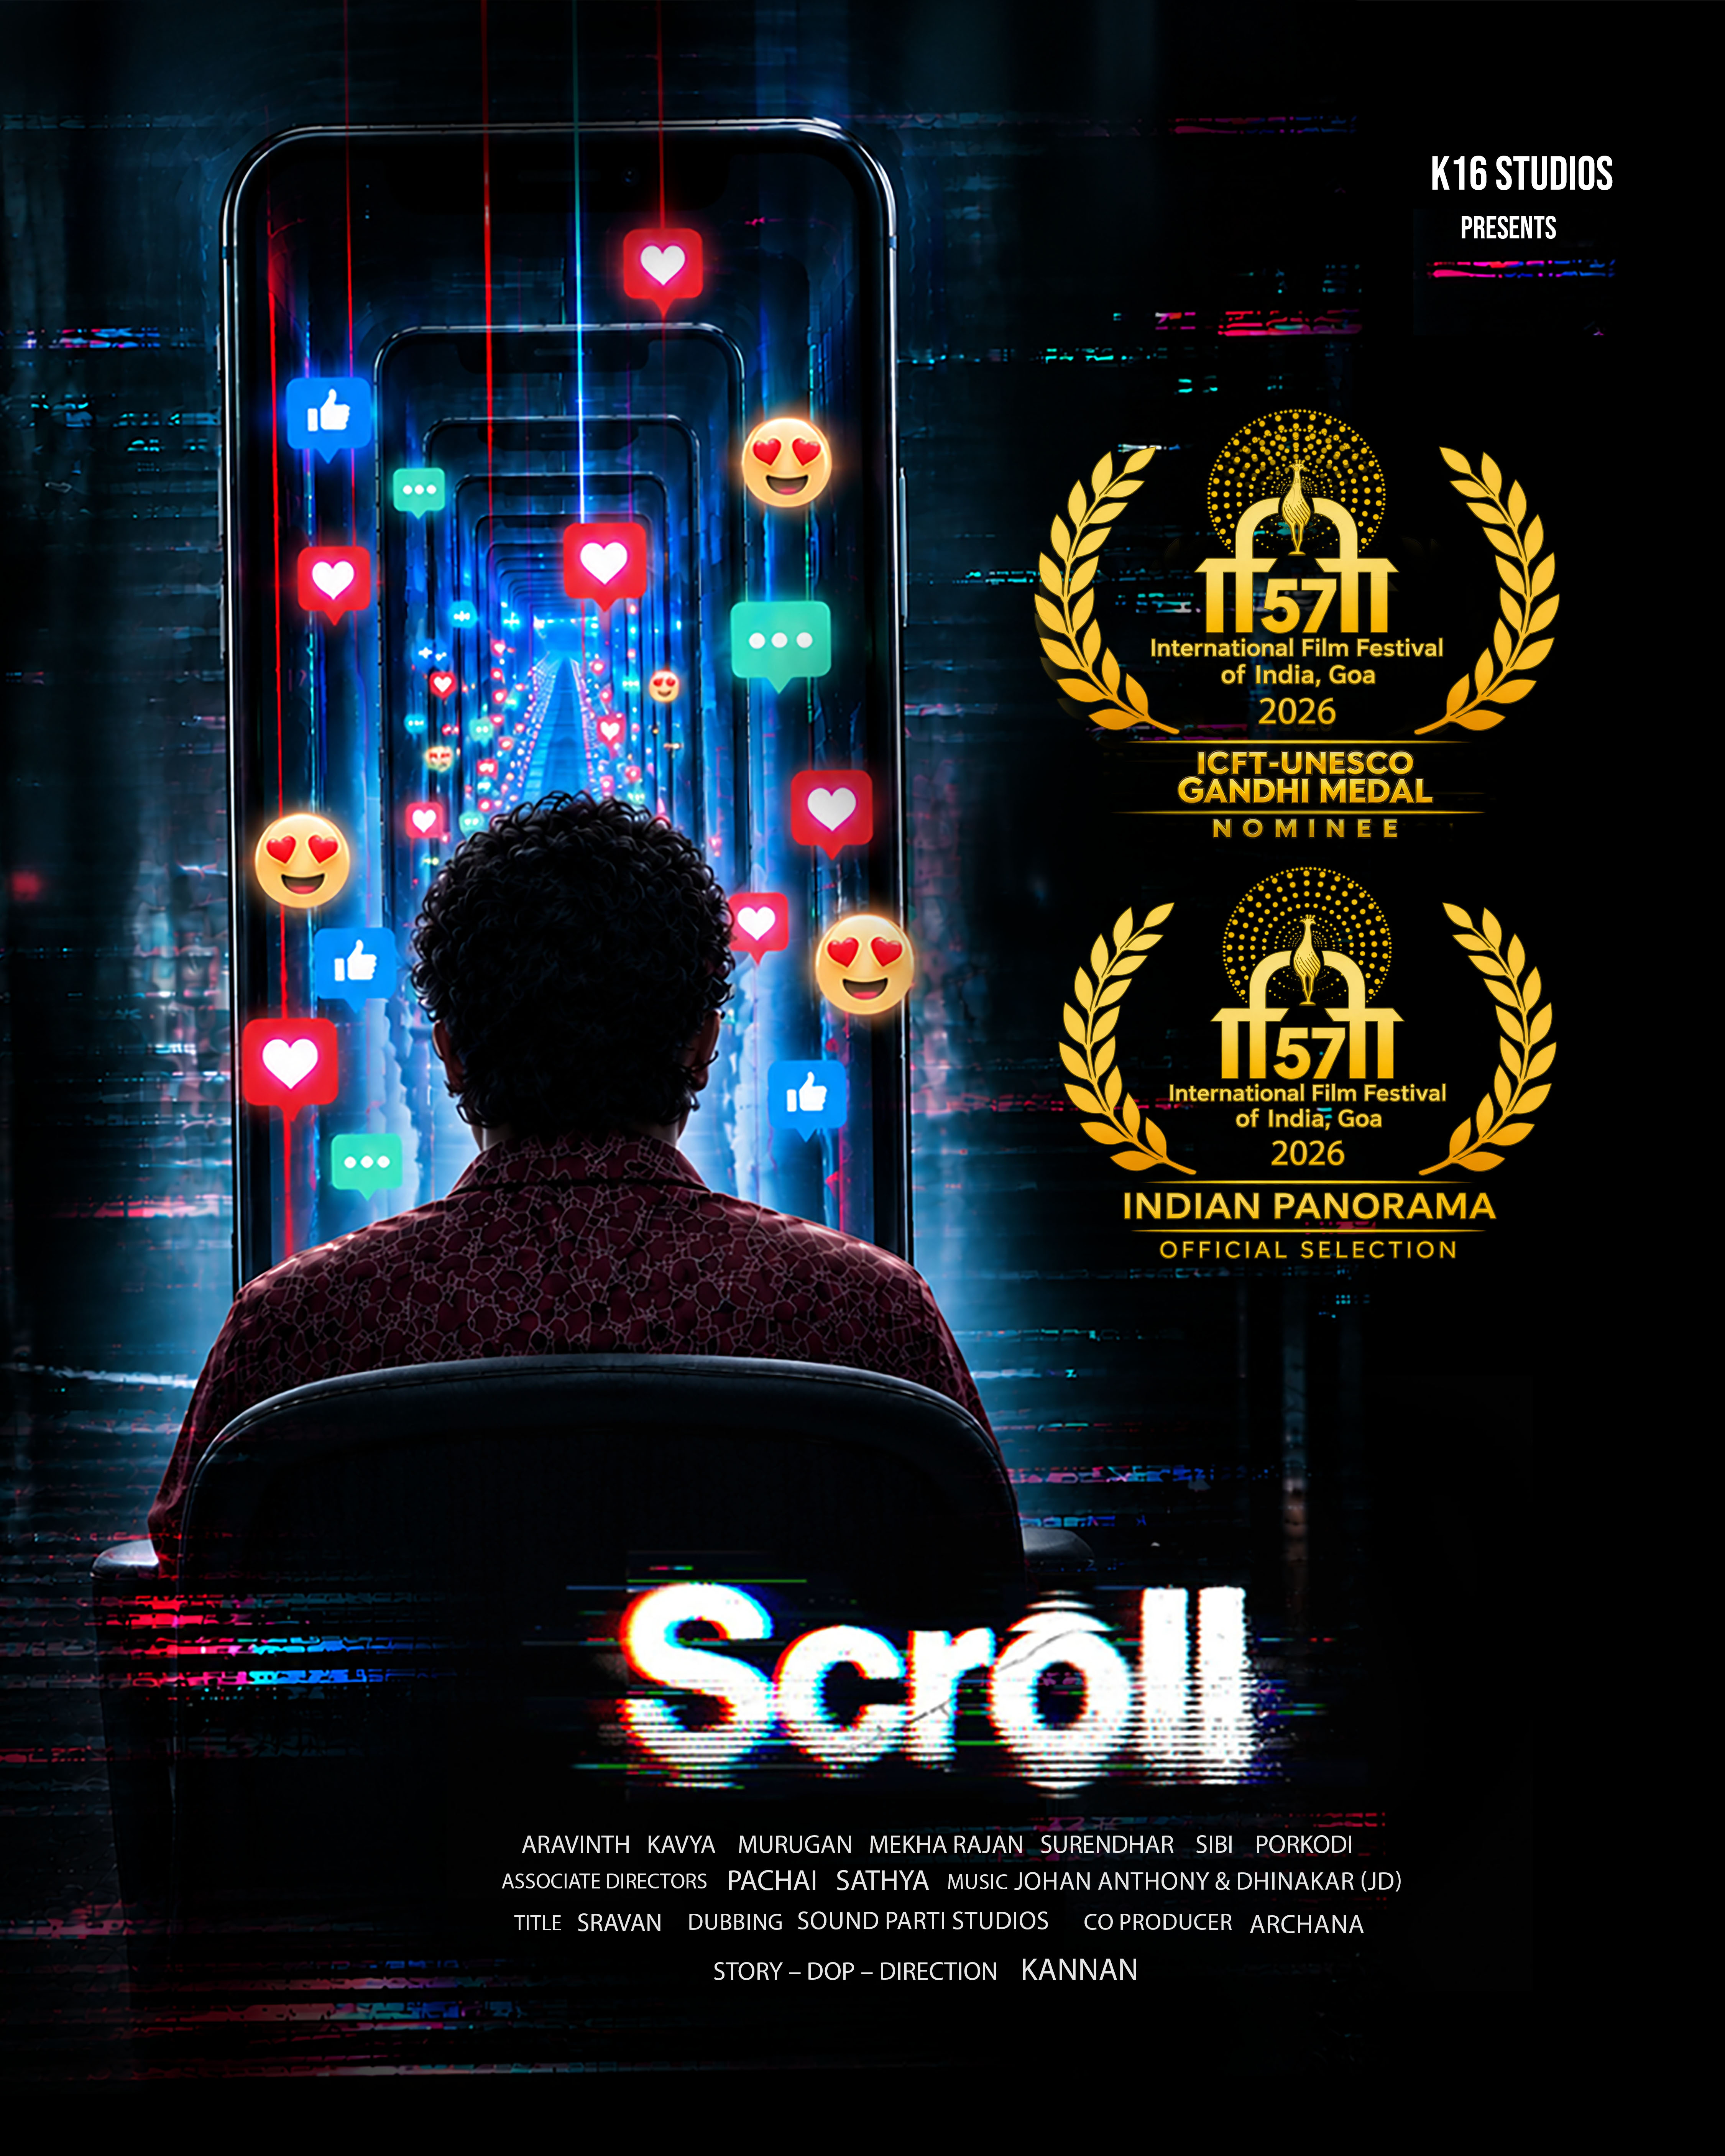 K16 STUDIOS
PRESENTS
57
International Film Festival
of India, Goa
2026
ICFT-UNESCO
GANDHI MEDAL
NOMINEE
57
International Film Festival
of India, Goa
2026
INDIAN PANORAMA
OFFICIAL SELECTION
Scroll
ARAVINTH KAVYA MURUGAN MEKHA RAJAN SURENDHAR SIBI PORKODI
ASSOCIATE DIRECTORS PACHAI SATHYA MUSIC JOHAN ANTHONY & DHINAKAR (JD)
TITLE SRAVAN DUBBING SOUND PARTI STUDIOS CO PRODUCER ARCHANA
STORY – DOP – DIRECTION KANNAN